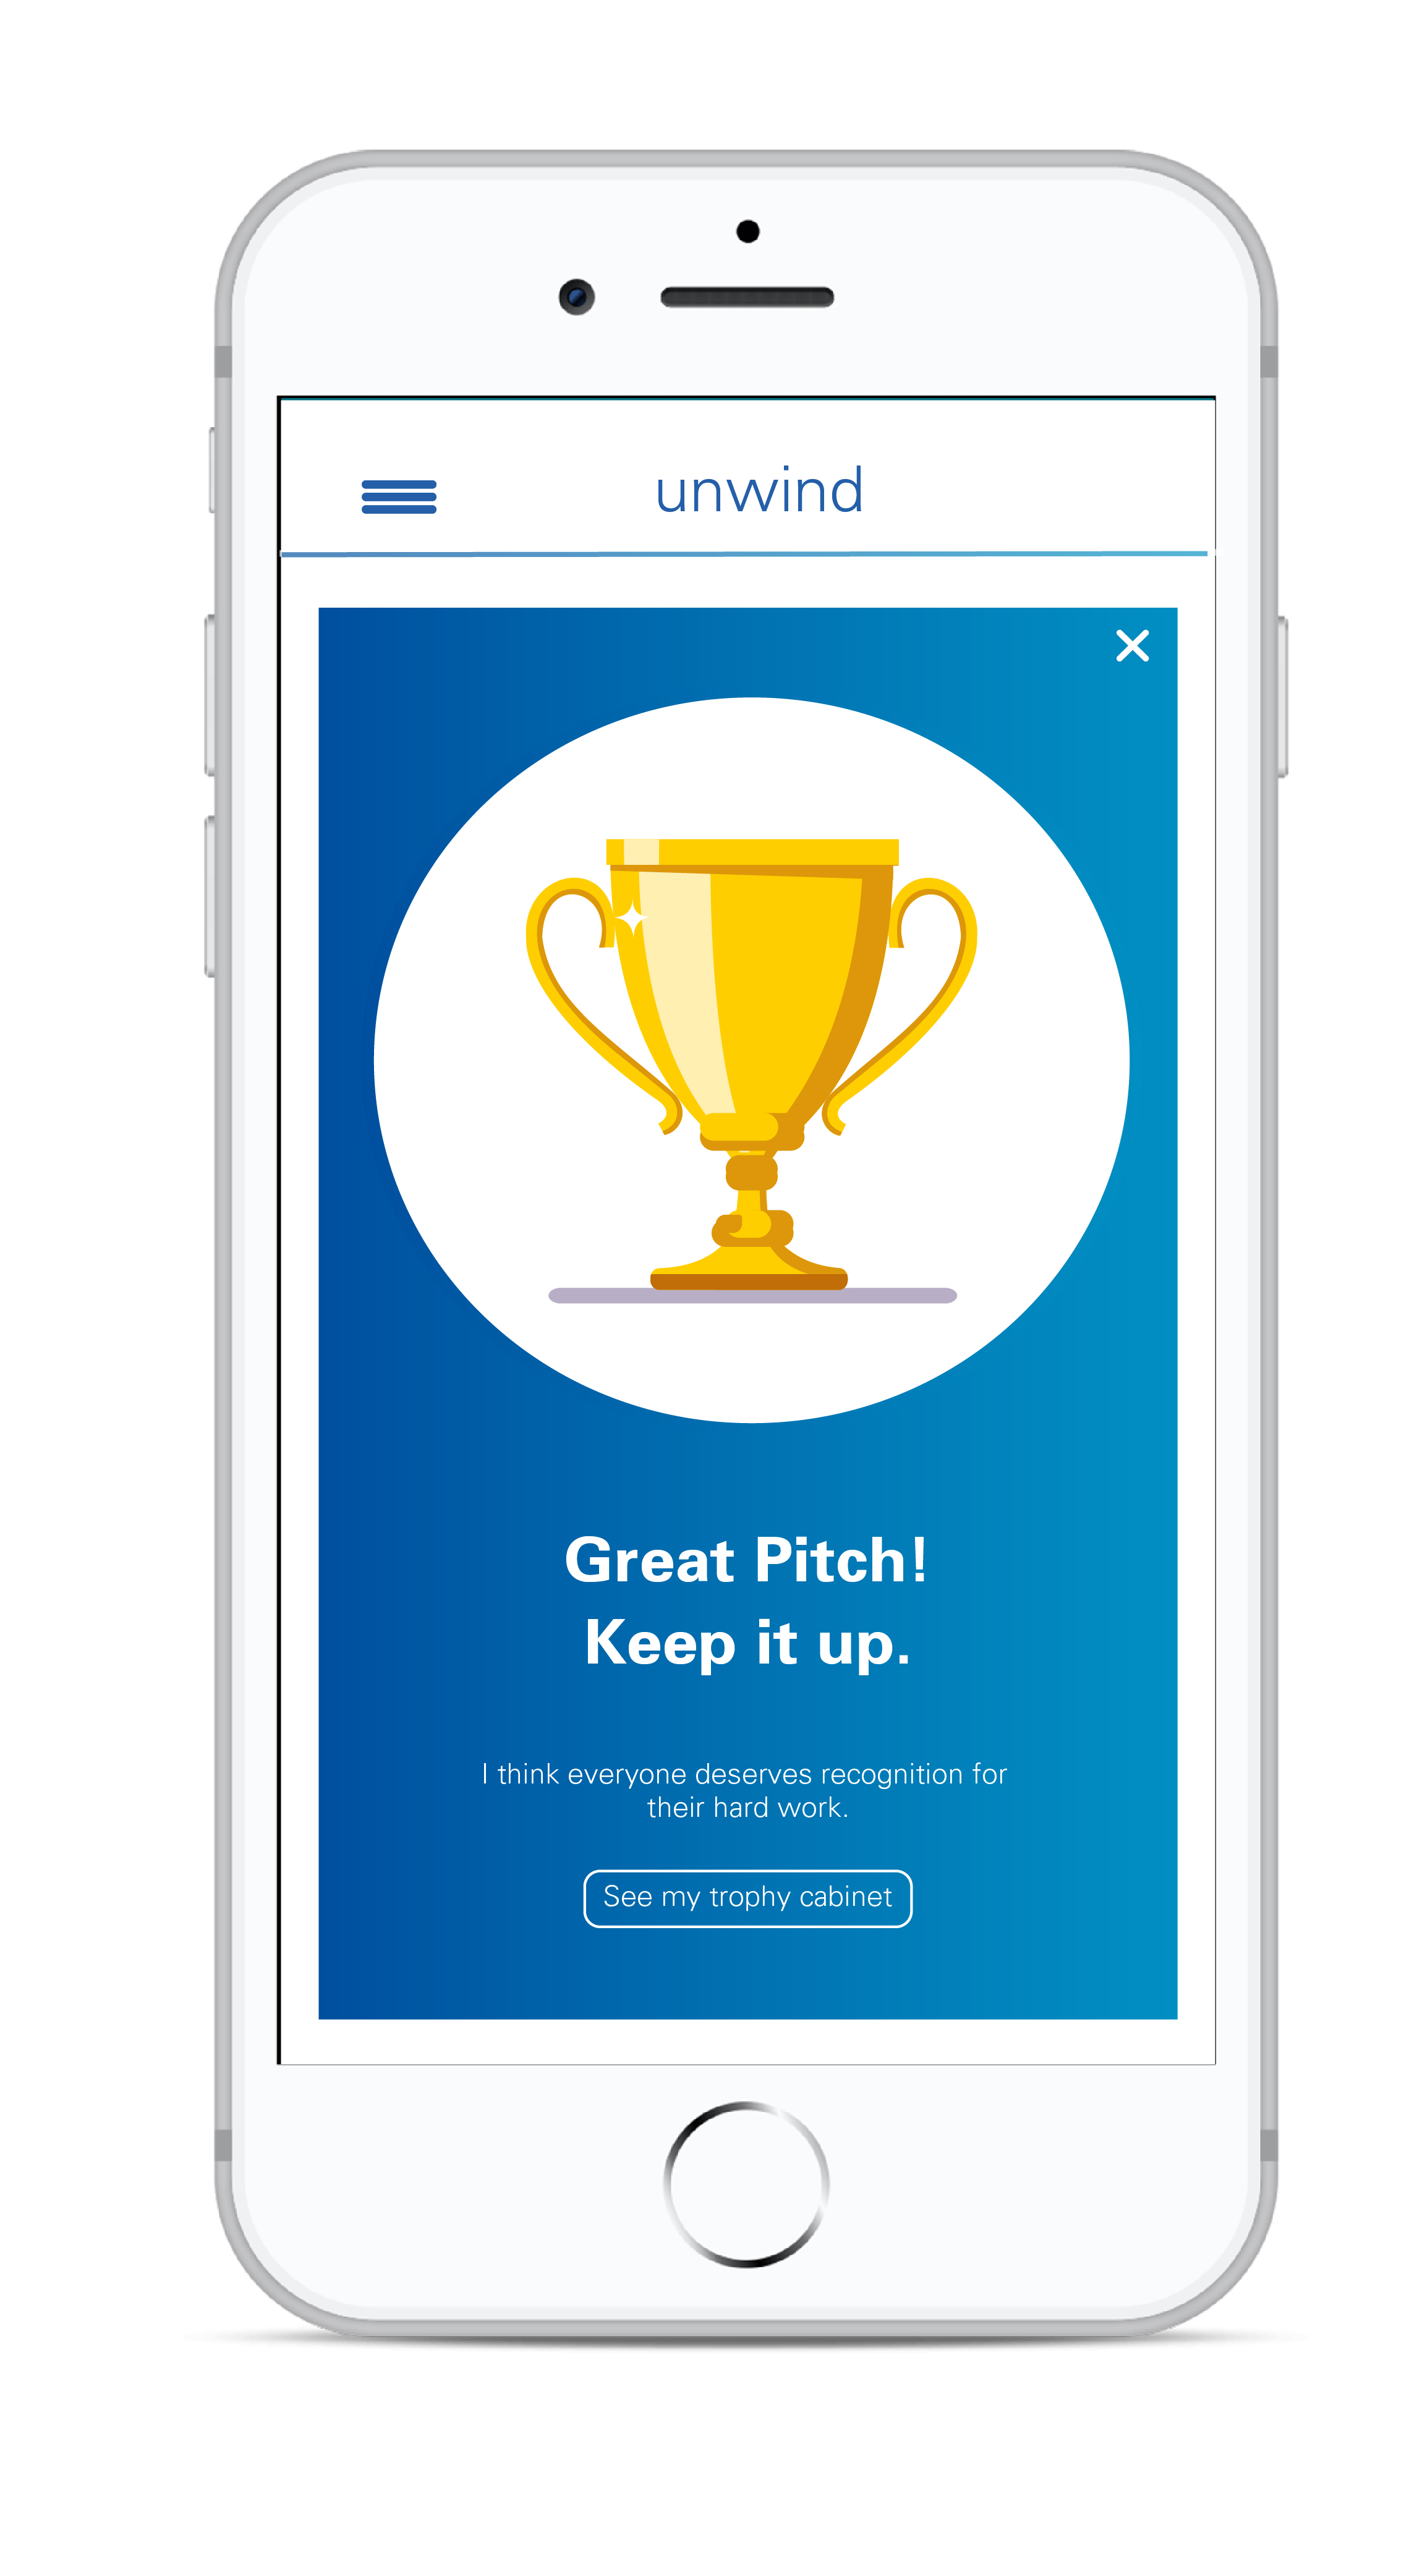 unwind
Great Pitch!
Keep it up.
I think everyone deserves recognition for
their hard work.
See my trophy cabinet